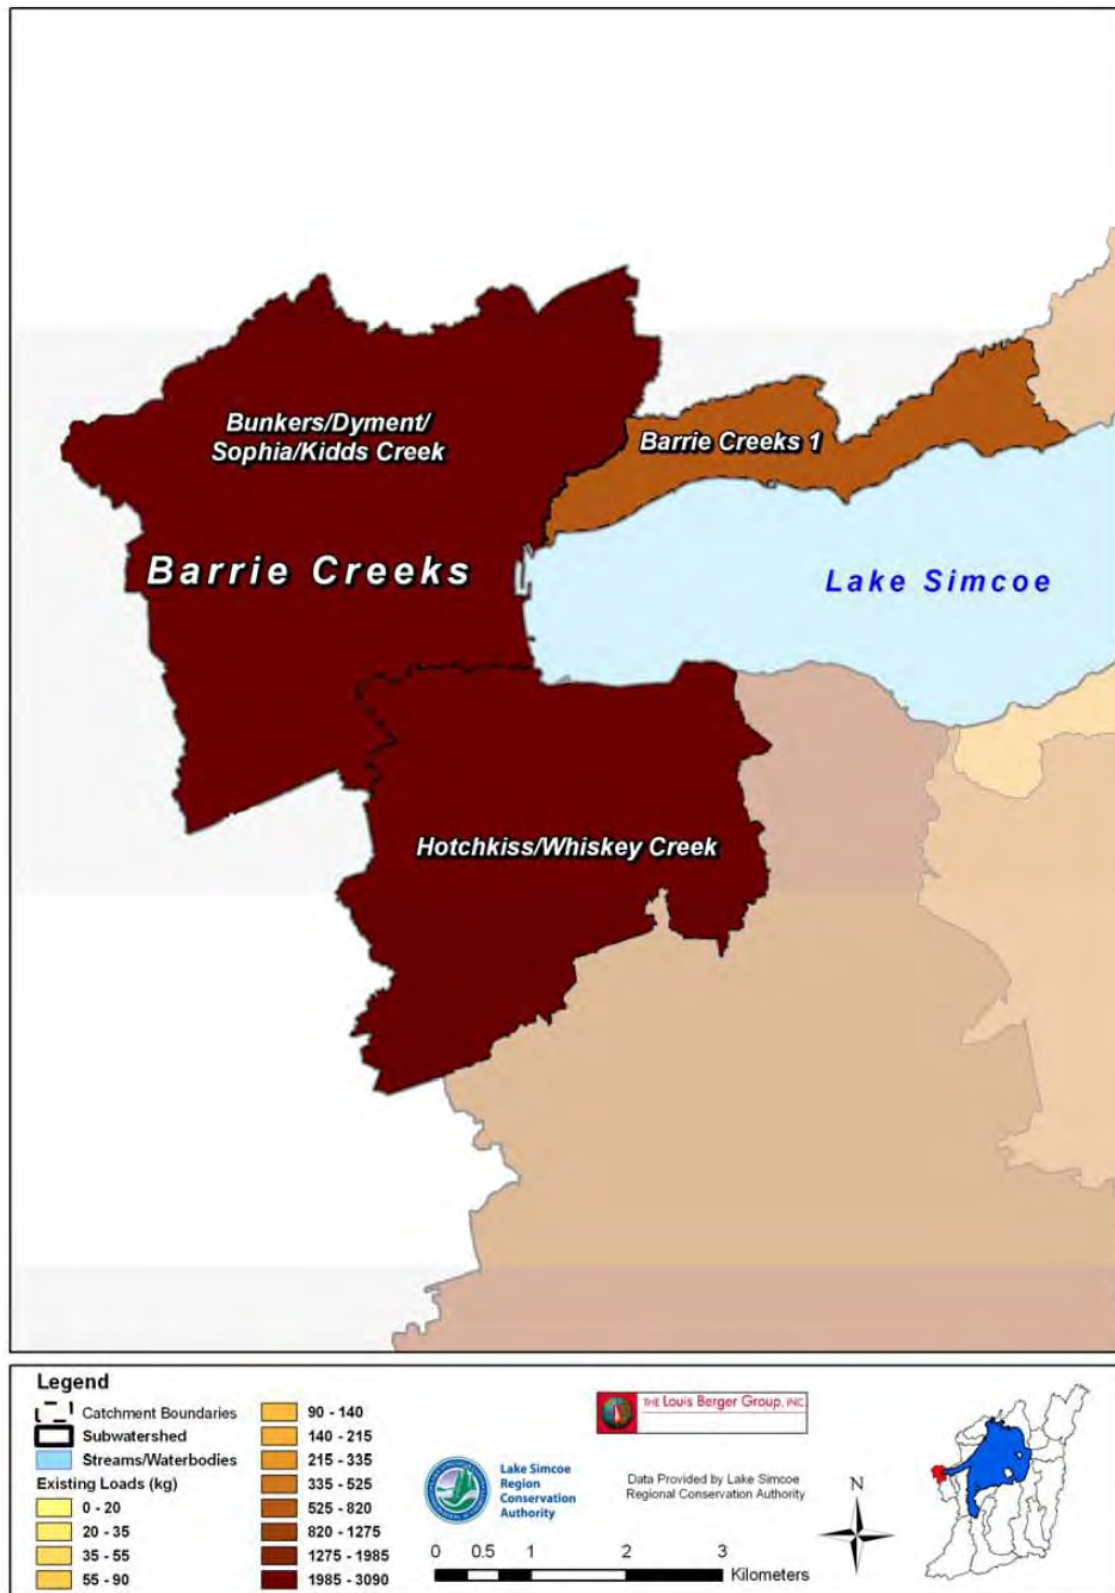 Bunkers/Dyment/
Sophia/Kidds Creek
Barrie Creeks 1
Barrie Creeks
Lake Simcoe
Hotchkiss/Whiskey Creek
Legend
Catchment Boundaries
Subwatershed
Streams/Waterbodies
Existing Loads (kg)
0 - 20
20 - 35
35 - 55
55 - 90
90 - 140
140 - 215
215 - 335
335 - 525
525 - 820
820 - 1275
1275 - 1985
1985 - 3090
THE Louis Berger Group, INC.
Lake Simcoe
Region
Conservation
Authority
Data Provided by Lake Simcoe
Regional Conservation Authority
N
0 0.5 1 2 3
Kilometers